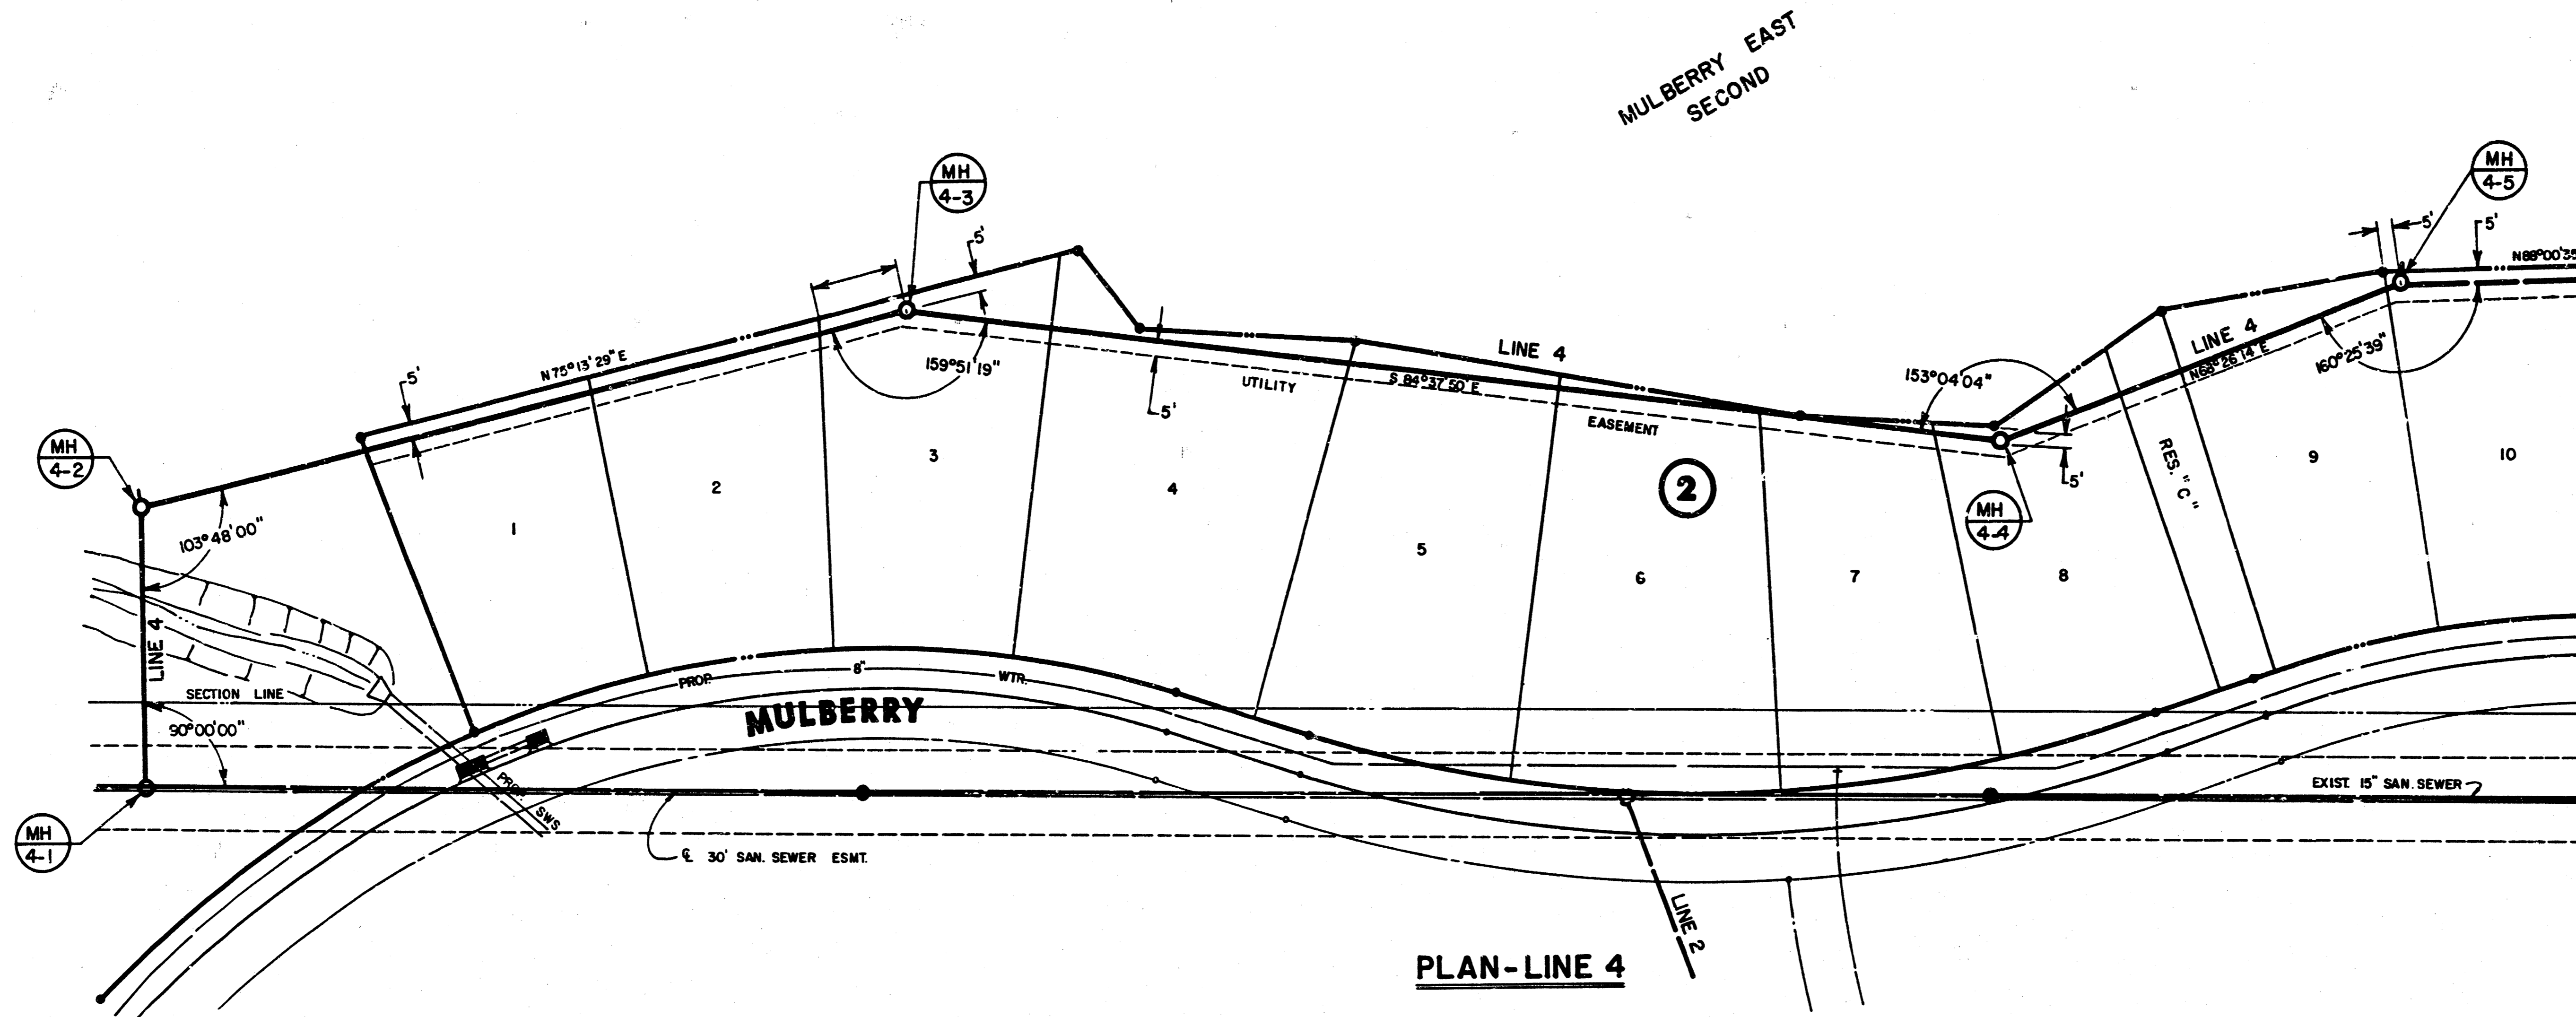 MULBERRY EAST
SECOND
MH
4-3
MH
4-5
5'
5'
5'
N 75° 13' 29" E
5'
159° 51' 19"
UTILITY
5'
LINE 4
S 84° 37' 50" E
EASEMENT
153° 04' 04"
LINE 4
N68° 26' 14" E
160° 25' 39"
N88°00'35
MH
4-2
103° 48' 00"
1
2
3
4
5
6
2
7
8
RES. "C"
9
10
MH
4-4
5'
LINE 4
SECTION LINE
90° 00' 00"
PROP. 8" WTR.
MULBERRY
PROP. SWS
MH
4-1
℄ 30' SAN. SEWER ESMT.
EXIST. 15" SAN. SEWER
LINE 2
PLAN-LINE 4